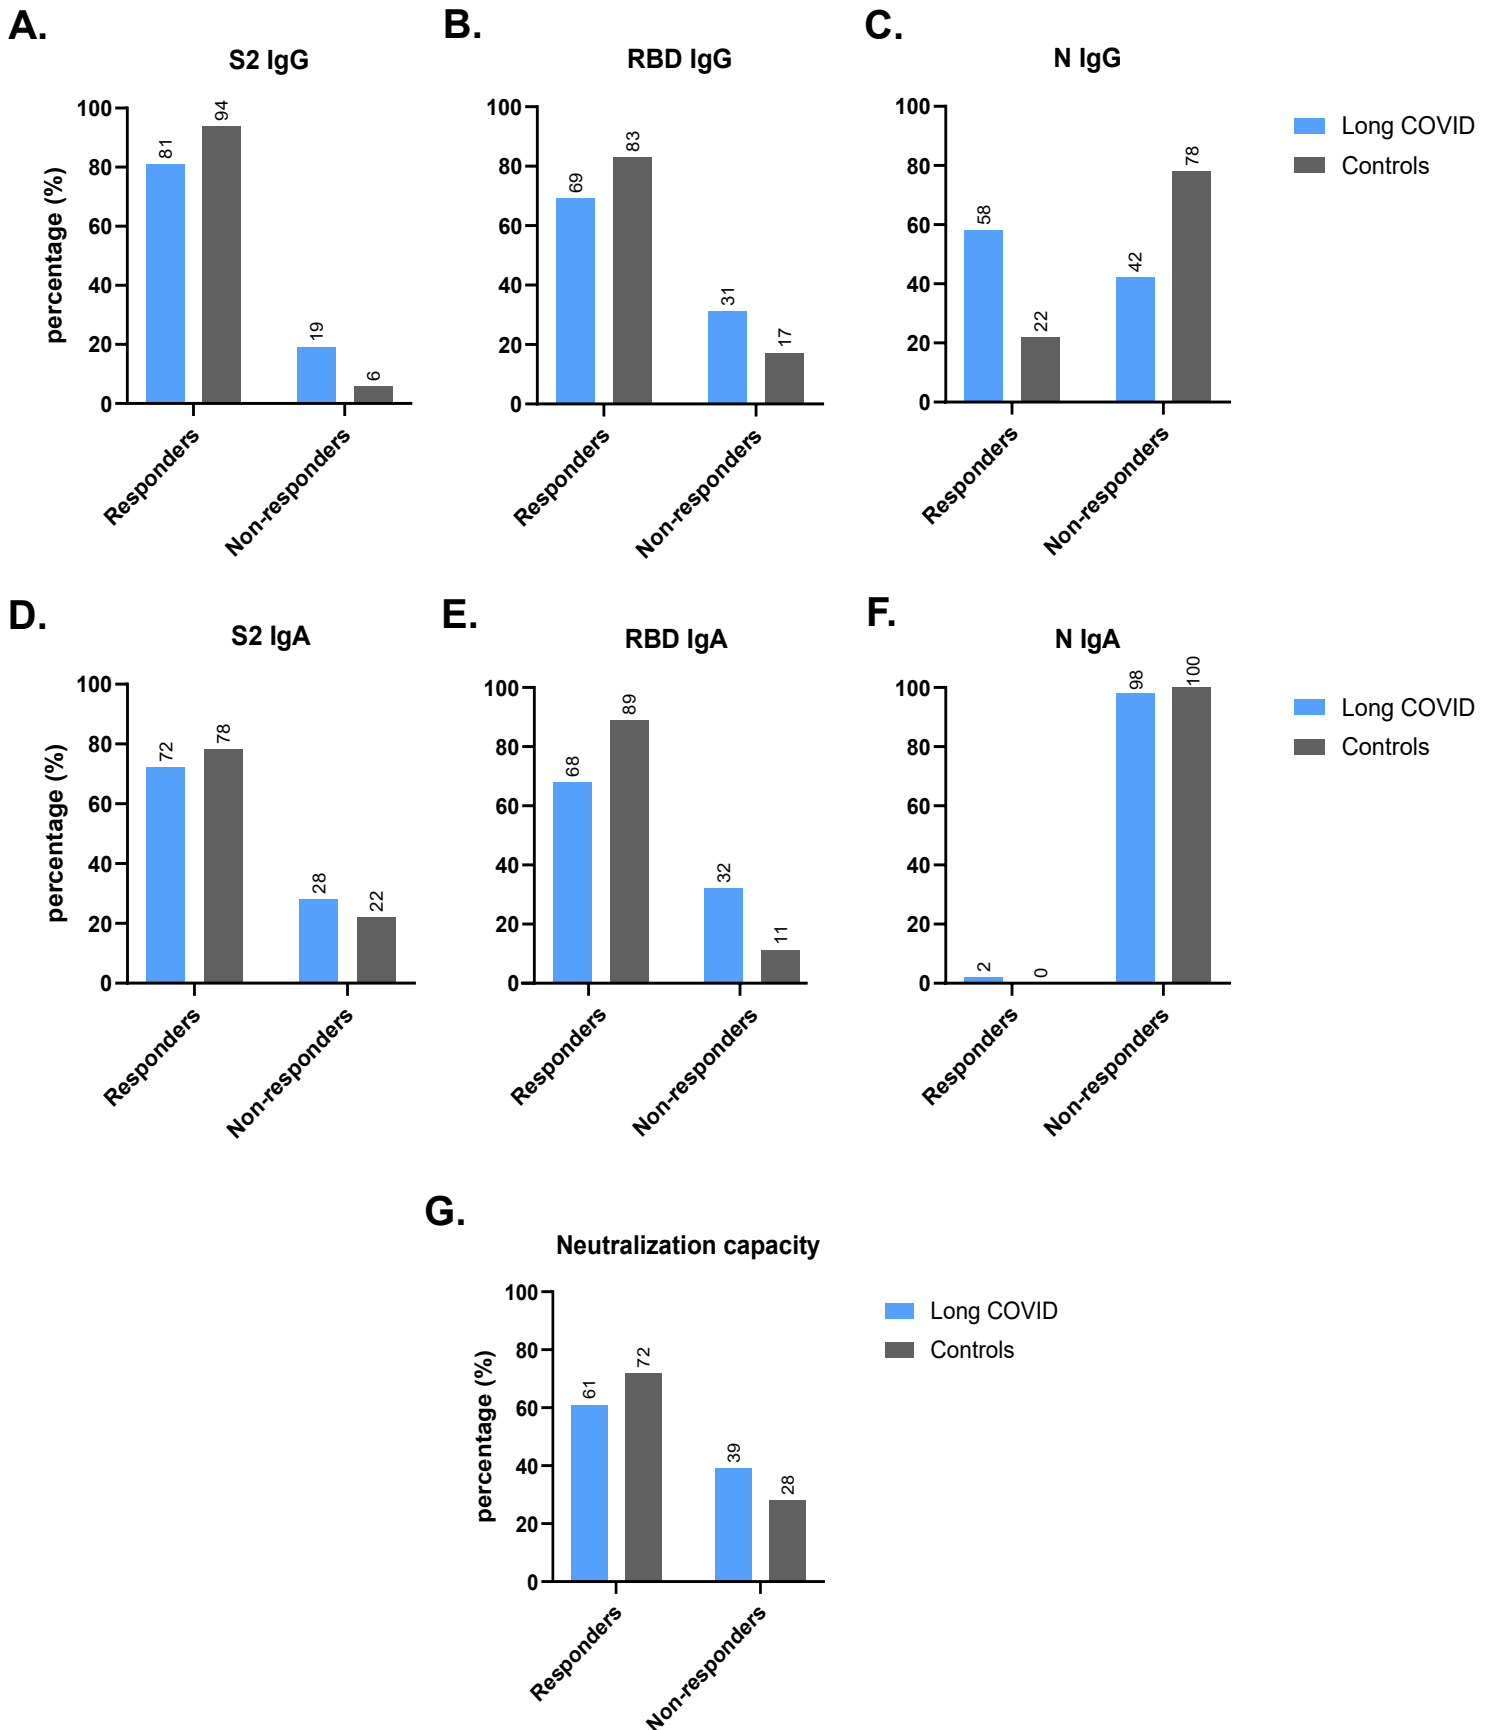 A.
S2 IgG
percentage (%)
100
80
60
40
20
0
81
94
19
6
Responders
Non-responders
B.
RBD IgG
100
80
60
40
20
0
69
83
31
17
Responders
Non-responders
C.
N IgG
100
80
60
40
20
0
58
22
42
78
Responders
Non-responders
Long COVID
Controls
D.
S2 IgA
percentage (%)
100
80
60
40
20
0
72
78
28
22
Responders
Non-responders
E.
RBD IgA
100
80
60
40
20
0
68
89
32
11
Responders
Non-responders
F.
N IgA
100
80
60
40
20
0
2
0
98
100
Responders
Non-responders
Long COVID
Controls
G.
Neutralization capacity
percentage (%)
100
80
60
40
20
0
61
72
39
28
Responders
Non-responders
Long COVID
Controls